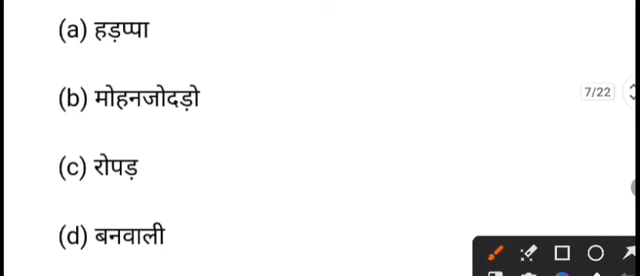 (a) हड़प्पा
(b) मोहनजोदड़ो
7/22
(c) रोपड़
(d) बनवाली